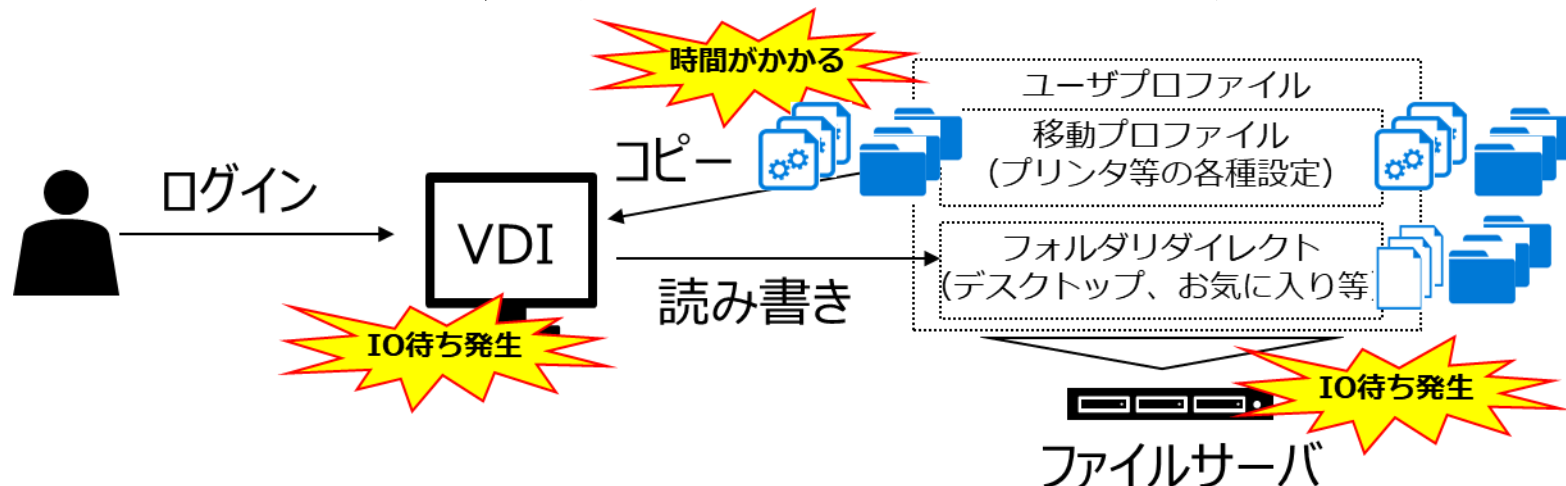 時間がかかる
ユーザプロファイル
移動プロファイル
(プリンタ等の各種設定)
コピー
ログイン
VDI
フォルダリダイレクト
(デスクトップ、お気に入り等)
読み書き
IO待ち発生
IO待ち発生
ファイルサーバ